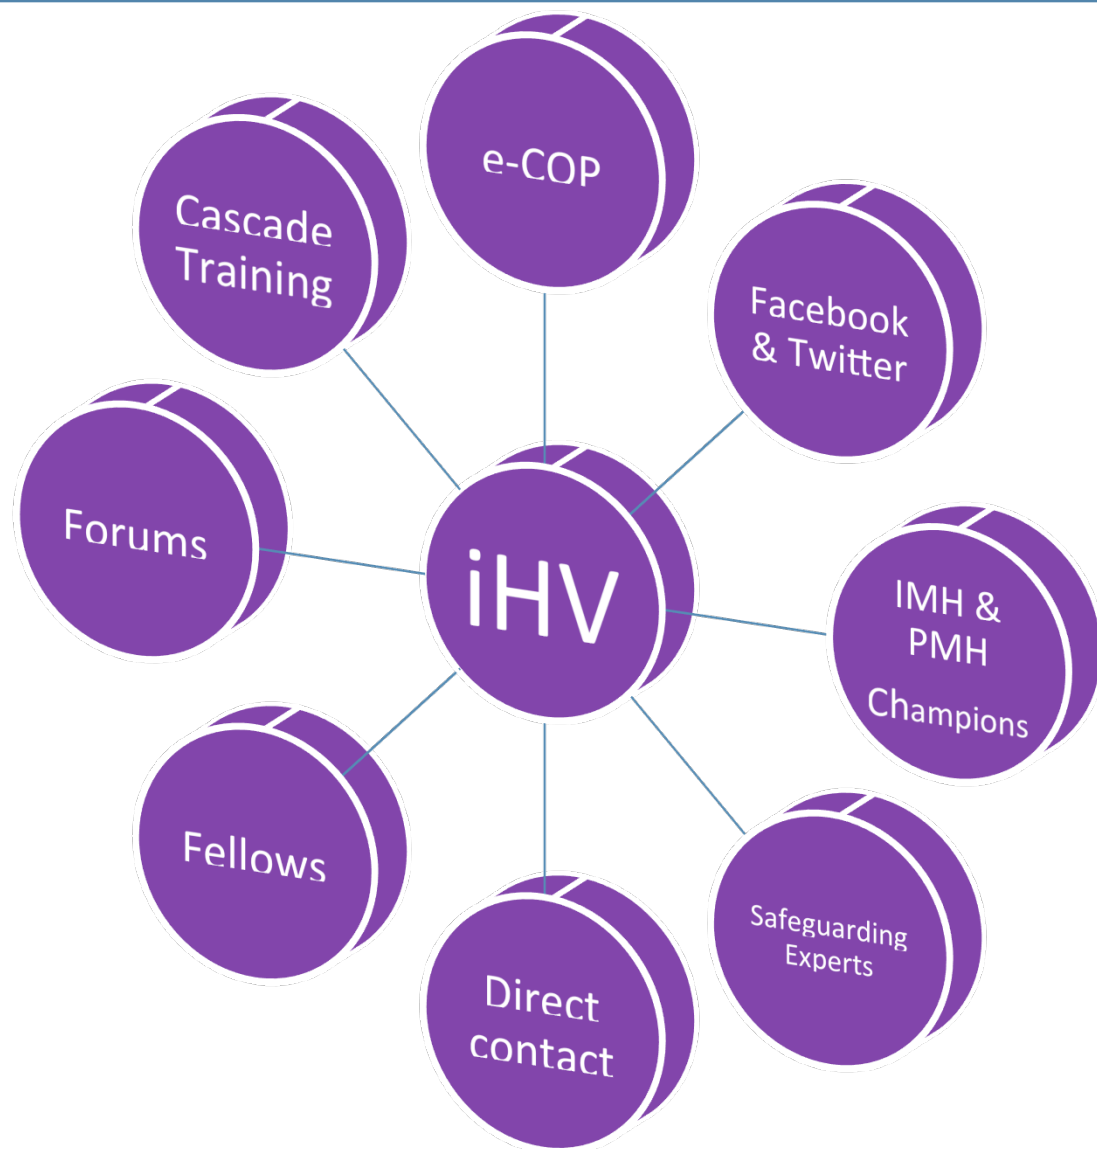 e-COP
Cascade
Training
Facebook
& Twitter
Forums
iHV
IMH &
PMH
Champions
Fellows
Safeguarding
Experts
Direct
contact